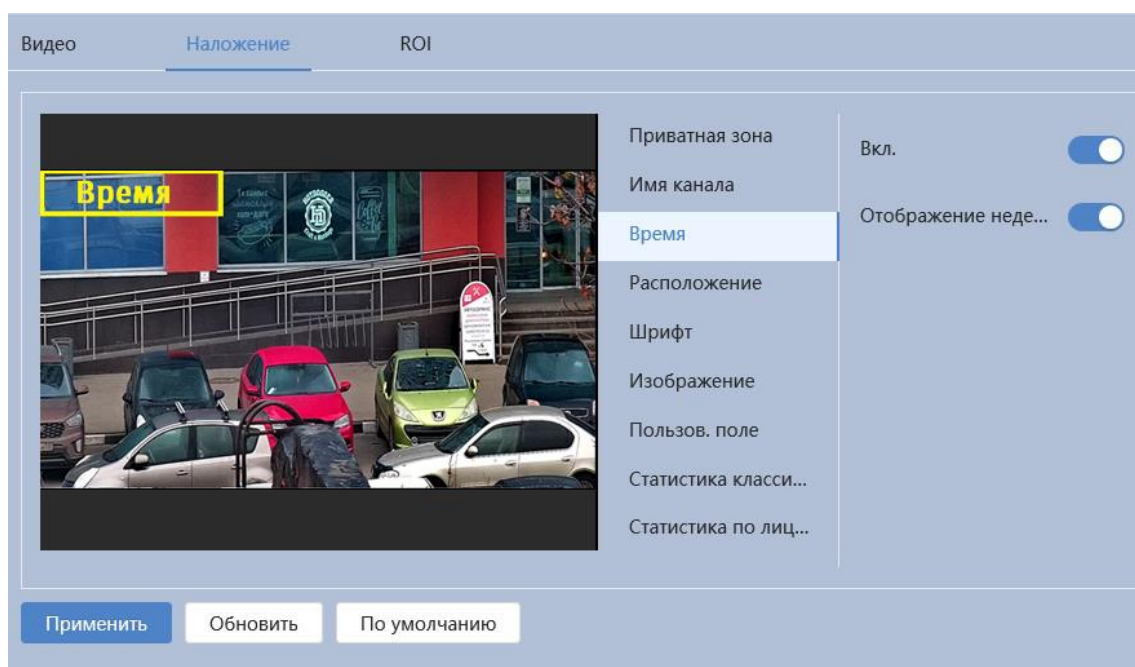 Видео Наложение ROI
Время
Приватная зона
Имя канала
Время
Расположение
Шрифт
Изображение
Пользов. поле
Статистика класси...
Статистика по лиц...
Вкл.
Отображение неде...
Применить Обновить По умолчанию